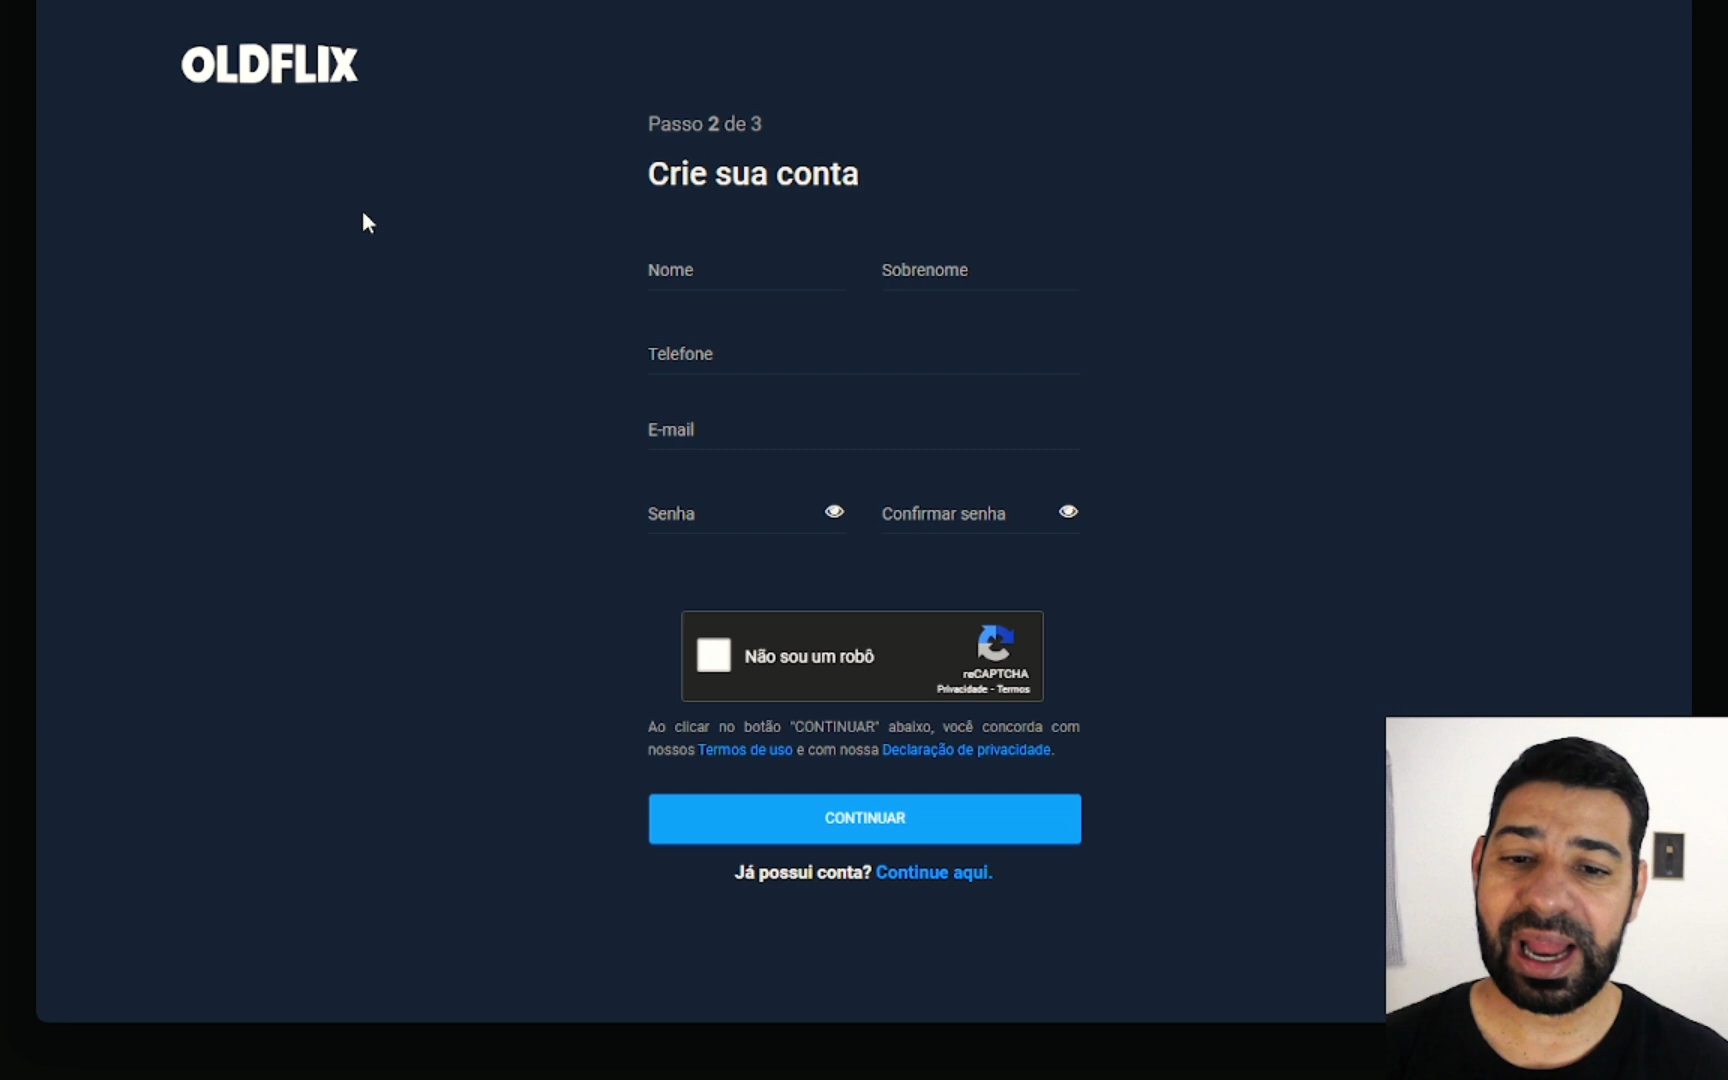 OLDFLIX
Passo 2 de 3
Crie sua conta
Nome
Sobrenome
Telefone
E-mail
Senha
Confirmar senha
Não sou um robô
reCAPTCHA
Privacidade - Termos
Ao clicar no botão "CONTINUAR" abaixo, você concorda com
nossos Termos de uso e com nossa Declaração de privacidade.
CONTINUAR
Já possui conta? Continue aqui.